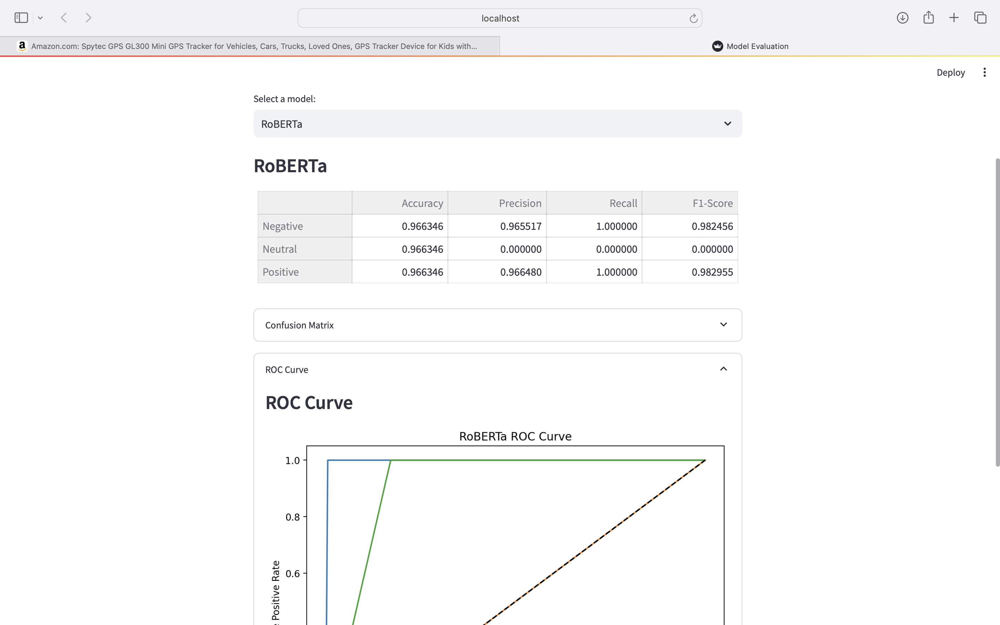 localhost
Amazon.com: Spytec GPS GL300 Mini GPS Tracker for Vehicles, Cars, Trucks, Loved Ones, GPS Tracker Device for Kids with...
Model Evaluation
Deploy
Select a model:
RoBERTa
RoBERTa
Accuracy Precision Recall F1-Score
Negative 0.966346 0.965517 1.000000 0.982456
Neutral 0.966346 0.000000 0.000000 0.000000
Positive 0.966346 0.966480 1.000000 0.982955
Confusion Matrix
ROC Curve
ROC Curve
RoBERTa ROC Curve
1.0
0.8
0.6
Positive Rate